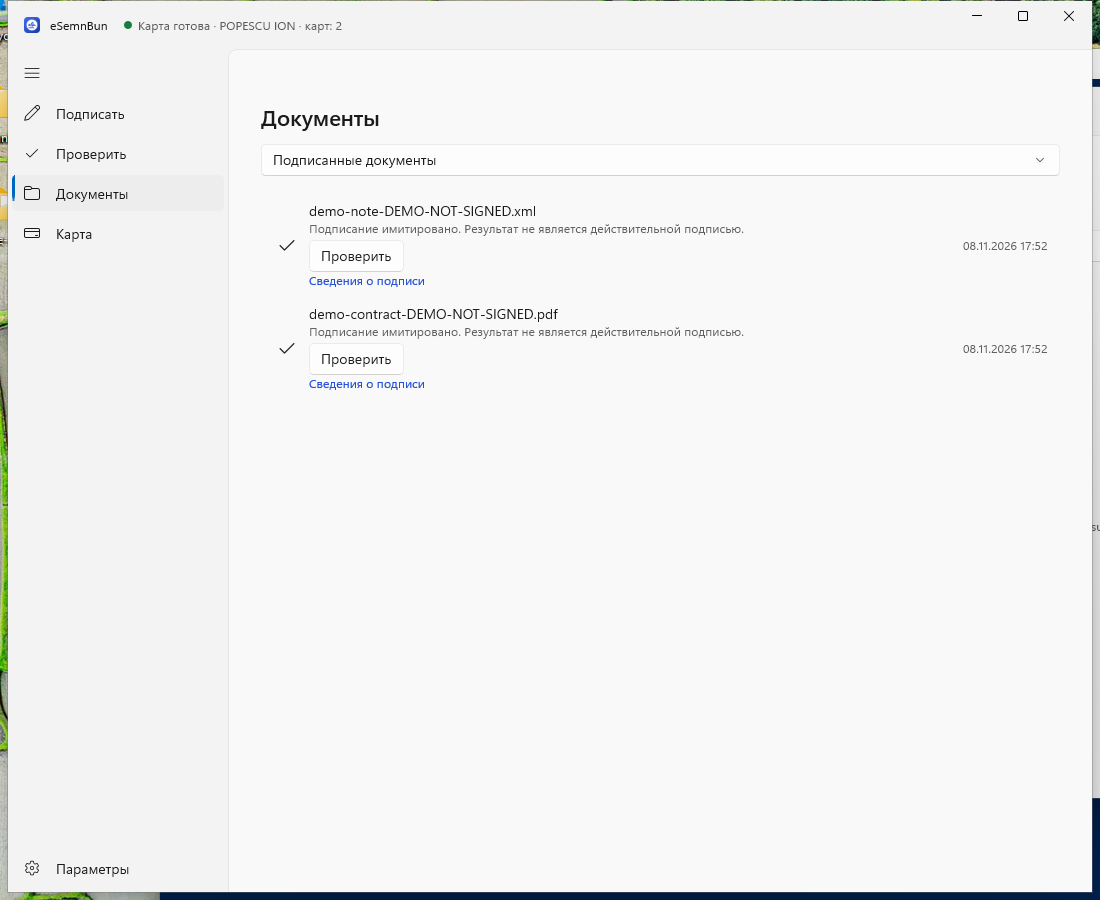 eSemnBun
Карта готова · POPESCU ION · карт: 2
Подписать
Проверить
Документы
Карта
Документы
Подписанные документы
demo-note-DEMO-NOT-SIGNED.xml
Подписание имитировано. Результат не является действительной подписью.
08.11.2026 17:52
Проверить
Сведения о подписи
demo-contract-DEMO-NOT-SIGNED.pdf
Подписание имитировано. Результат не является действительной подписью.
08.11.2026 17:52
Проверить
Сведения о подписи
Параметры